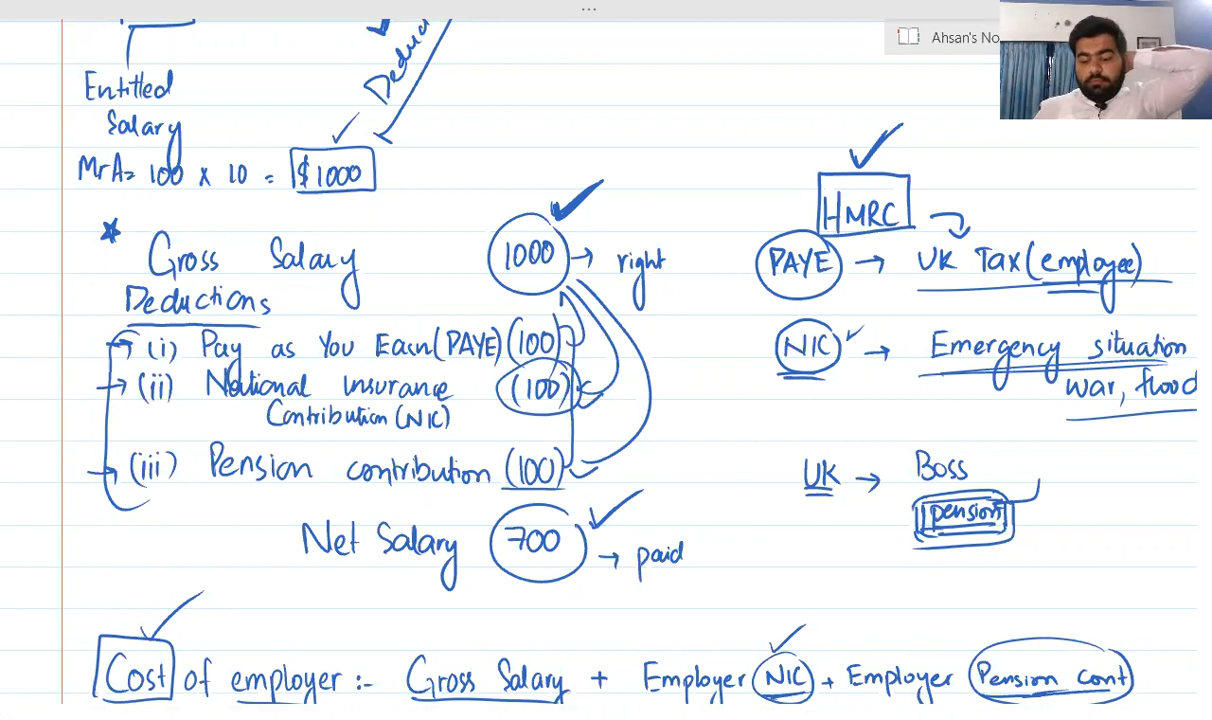 ...
Ahsan's No
Deduc
Entitled
Salary
Mr A = 100 x 10 = $1000
HMRC
* Gross Salary 1000 → right
PAYE → UK Tax (employee)
Deductions
(i) Pay as You Earn (PAYE) (100)
NIC → Emergency situation
war, flood
(ii) National insurance (100)
Contribution (NIC)
(iii) Pension contribution (100)
UK → Boss
pension
Net Salary 700 → paid
Cost of employer :- Gross Salary + Employer NIC + Employer Pension cont